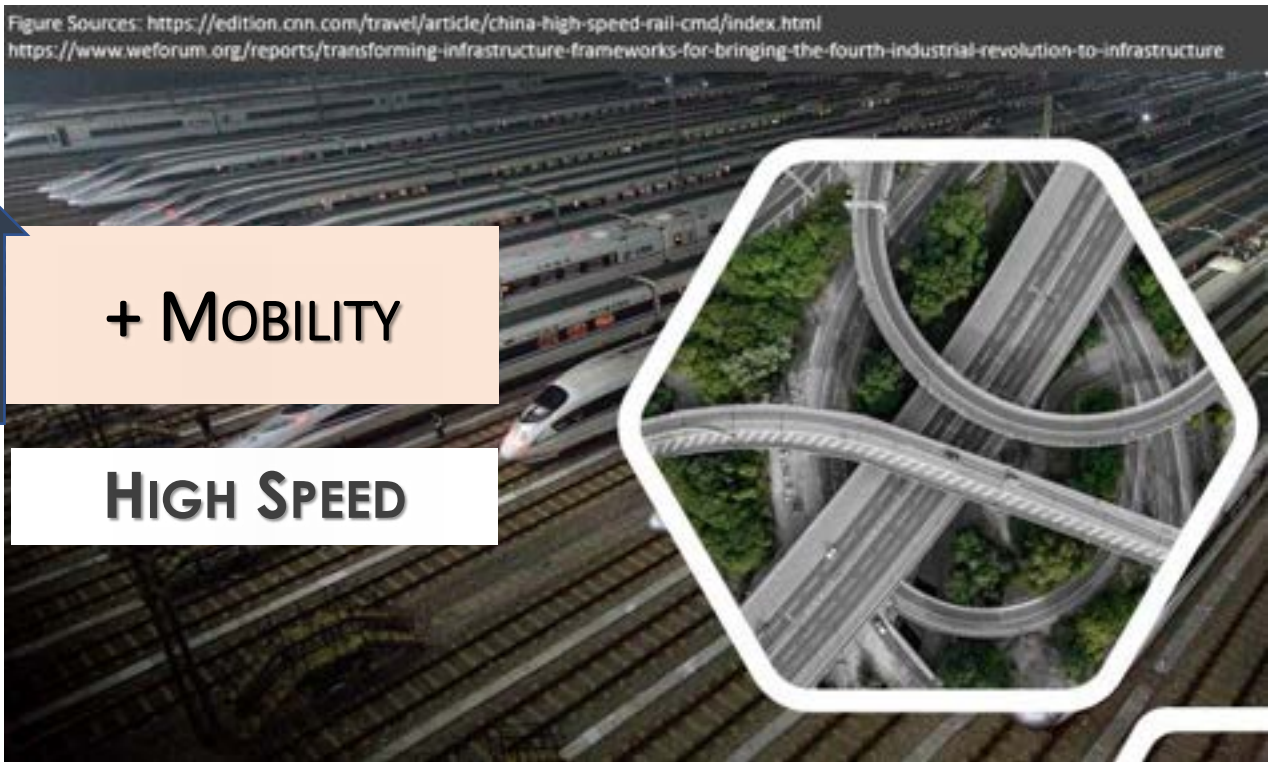 Figure Sources: https://edition.cnn.com/travel/article/china-high-speed-rail-cmd/index.html
https://www.weforum.org/reports/transforming-infrastructure-frameworks-for-bringing-the-fourth-industrial-revolution-to-infrastructure
+ MOBILITY
HIGH SPEED